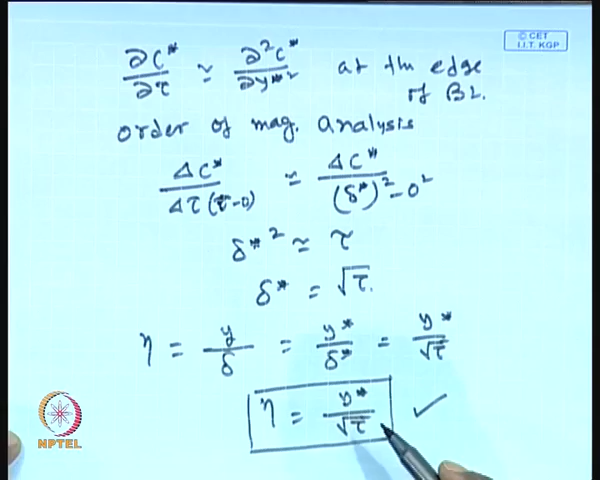 © CET
I.I.T. KGP
∂C*/∂τ ≃ ∂²C*/∂y*² at the edge
of BL.
order of mag. analysis
ΔC*/Δτ(τ-0) ≃ ΔC*/(δ*)²-0²
δ*² ≃ τ
δ* = √τ.
η = y/δ = y*/δ* = y*/√τ
η = y*/√τ ✓
NPTEL